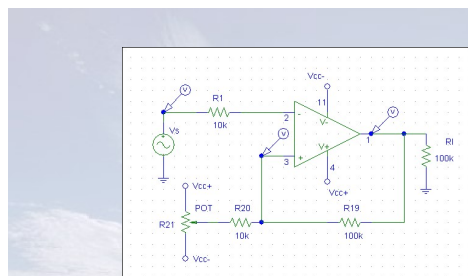 Vcc-
V
R1
11
V
2
-
V-
Vs
10k
V
1
Rl
V+
3
+
100k
4
Vcc+
Vcc+
POT
R20
R19
R21
10k
100k
Vcc-